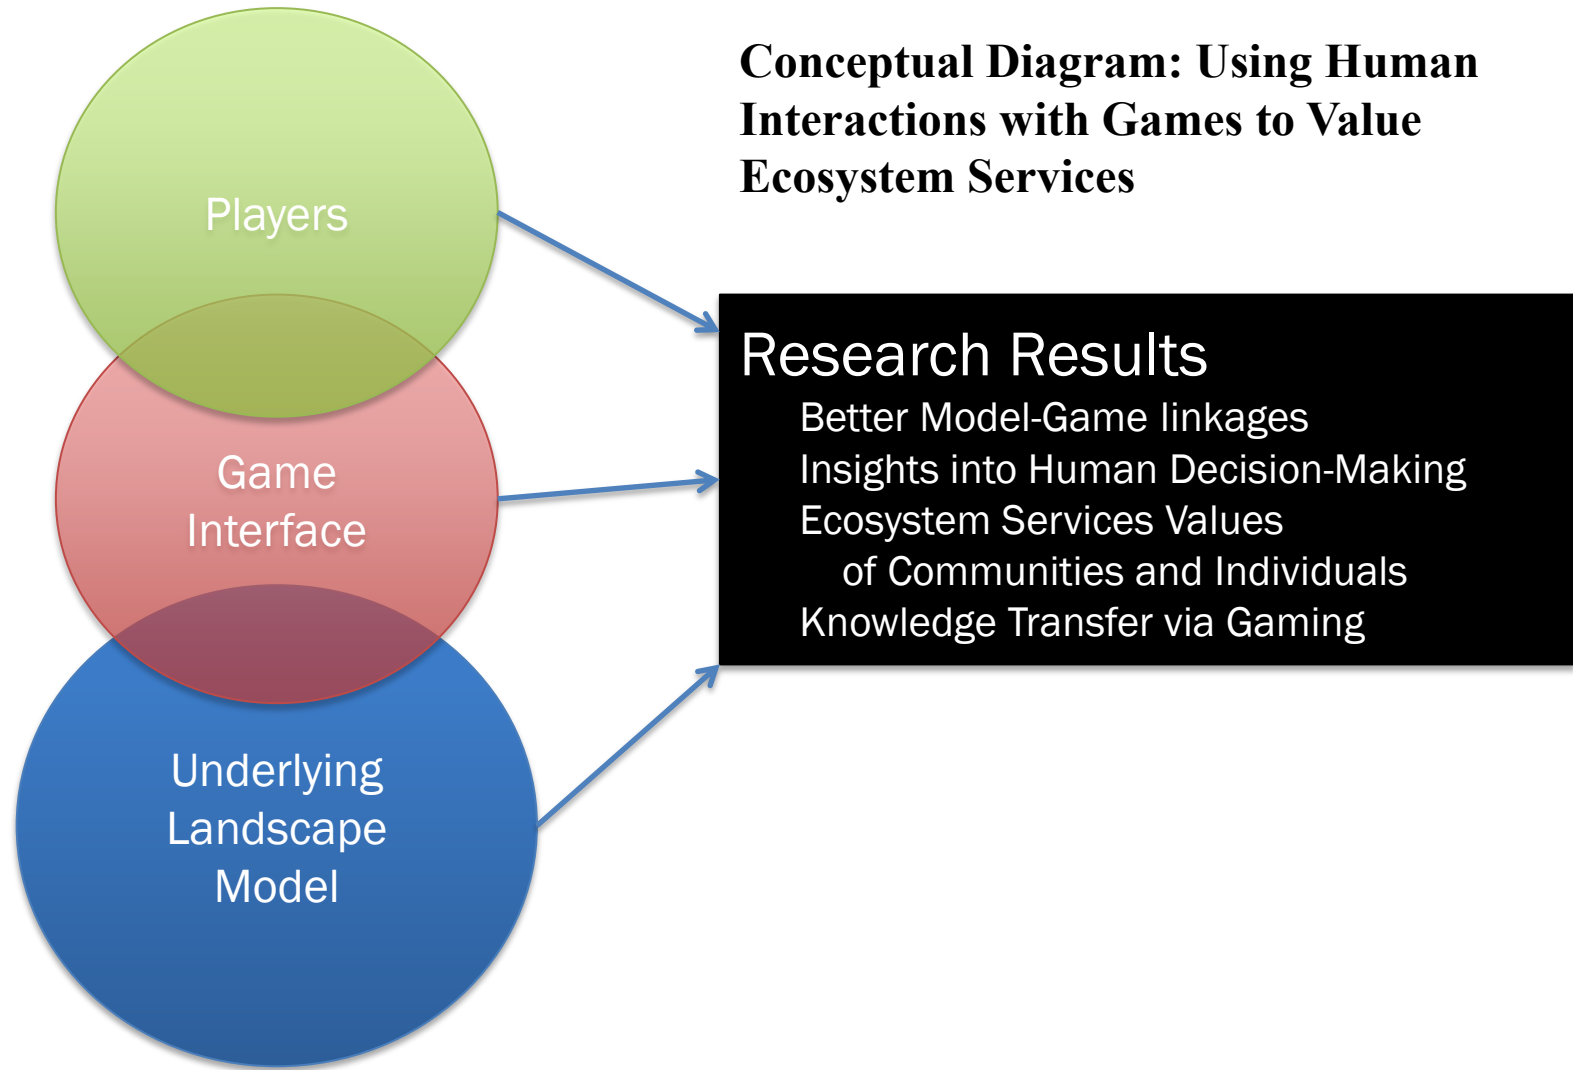 Conceptual Diagram: Using Human
Interactions with Games to Value
Ecosystem Services
Players
Game
Interface
Underlying
Landscape
Model
Research Results
Better Model-Game linkages
Insights into Human Decision-Making
Ecosystem Services Values
of Communities and Individuals
Knowledge Transfer via Gaming